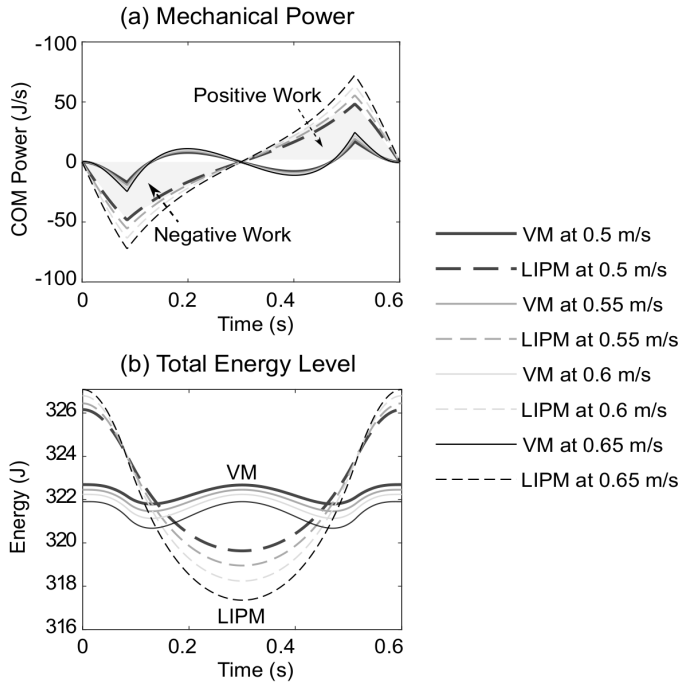 (a) Mechanical Power
COM Power (J/s)
-100
50
0
-50
-100
Positive Work
Negative Work
0
0.2
0.4
0.6
Time (s)
(b) Total Energy Level
Energy (J)
326
324
322
320
318
316
VM
LIPM
0
0.2
0.4
0.6
Time (s)
VM at 0.5 m/s
LIPM at 0.5 m/s
VM at 0.55 m/s
LIPM at 0.55 m/s
VM at 0.6 m/s
LIPM at 0.6 m/s
VM at 0.65 m/s
LIPM at 0.65 m/s